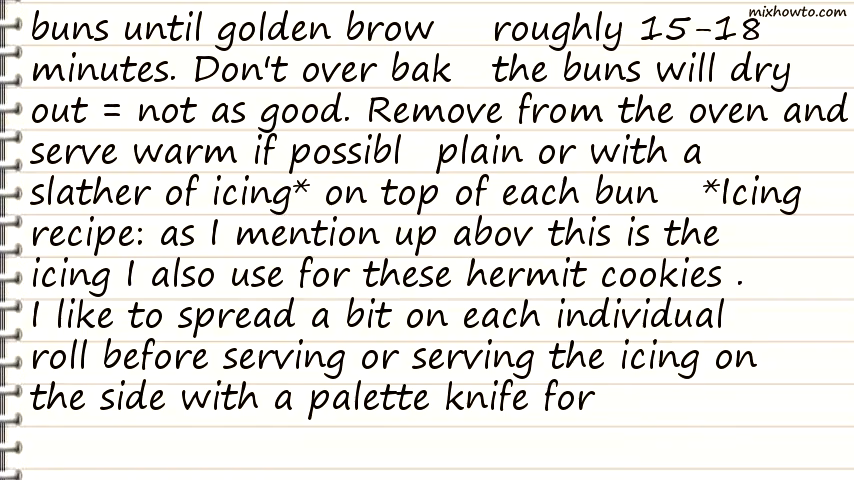 mixhowto.com
buns until golden brow roughly 15-18
minutes. Don't over bak the buns will dry
out = not as good. Remove from the oven and
serve warm if possibl plain or with a
slather of icing* on top of each bun *Icing
recipe: as I mention up abov this is the
icing I also use for these hermit cookies .
I like to spread a bit on each individual
roll before serving or serving the icing on
the side with a palette knife for